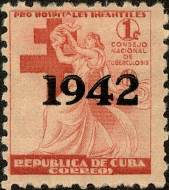 PRO HOSPITALES INFANTILES
1c
CONSEJO
NACIONAL DE
TUBERCULOSIS
1942
REPUBLICA DE CUBA
CORREOS